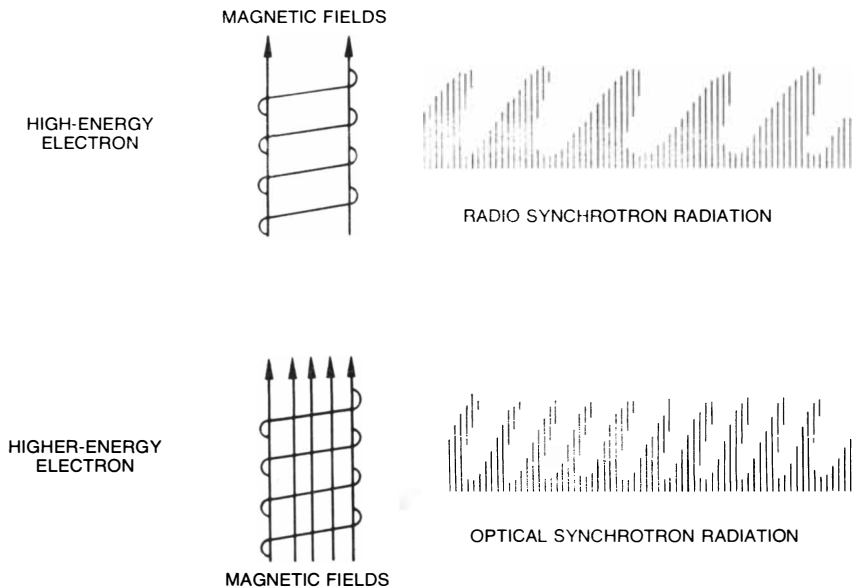 MAGNETIC FIELDS
HIGH-ENERGY
ELECTRON
RADIO SYNCHROTRON RADIATION
HIGHER-ENERGY
ELECTRON
OPTICAL SYNCHROTRON RADIATION
MAGNETIC FIELDS